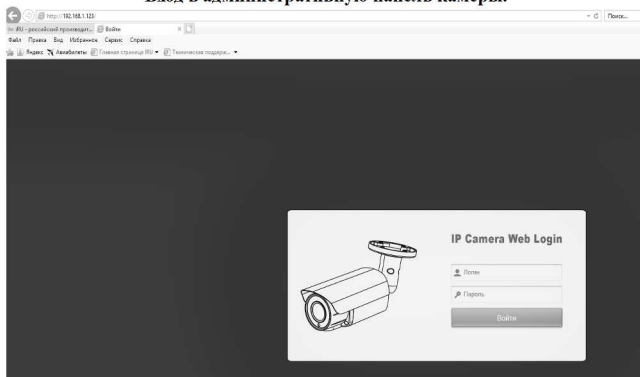 Вход в административную панель камеры.
http://192.168.1.123/
Поиск...
iRU - российский производит... Войти
Файл Правка Вид Избранное Сервис Справка
Яндекс Авиабилеты Главная страница iRU Техническая поддерж...
IP Camera Web Login
Логин
Пароль
Войти